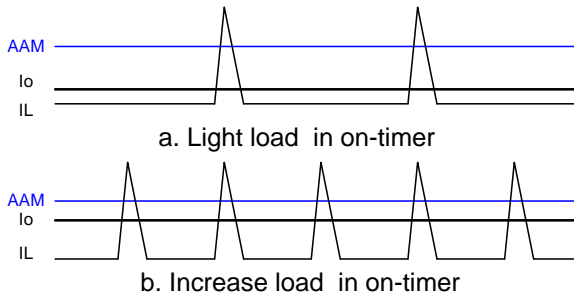 AAM
Io
IL
a. Light load in on-timer
AAM
Io
IL
b. Increase load in on-timer